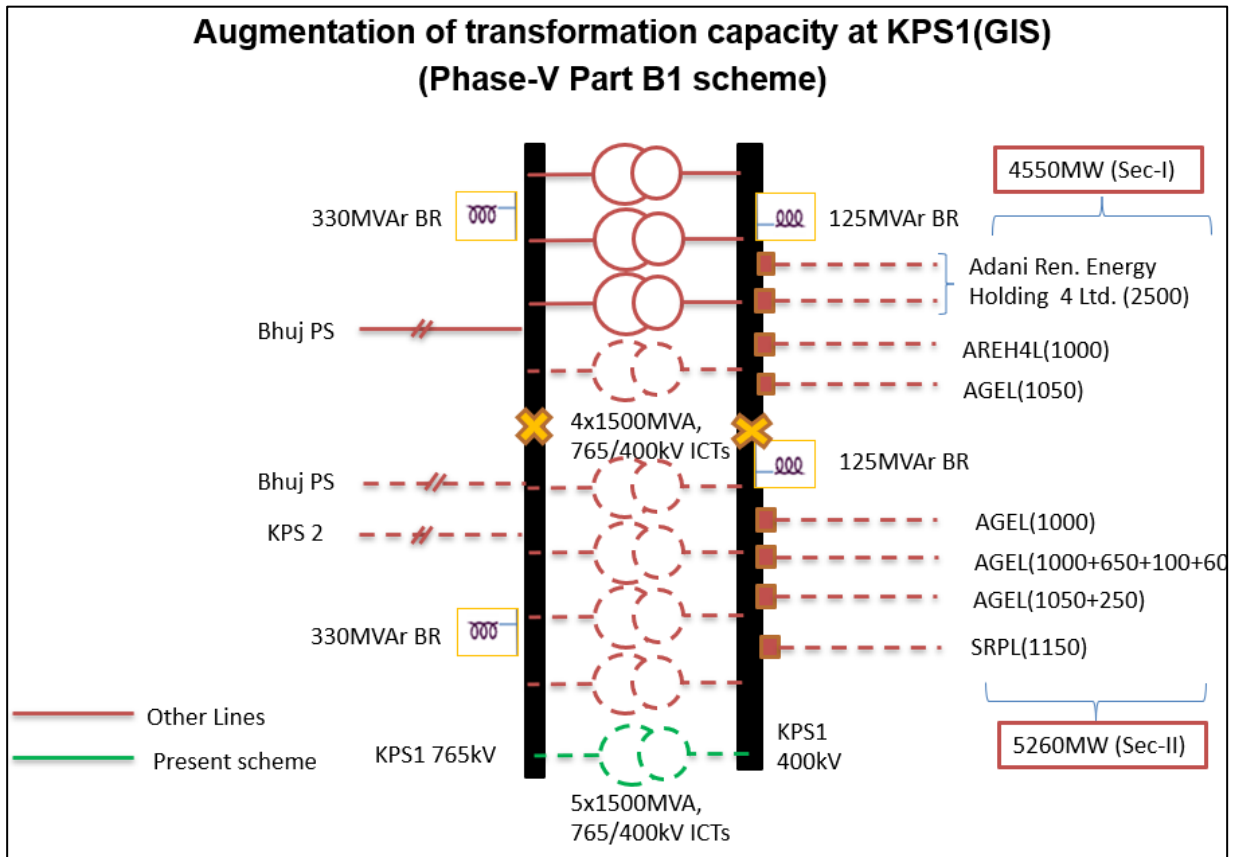 Augmentation of transformation capacity at KPS1(GIS)
(Phase-V Part B1 scheme)
4550MW (Sec-I)
330MVAr BR
125MVAr BR
Adani Ren. Energy
Holding 4 Ltd. (2500)
Bhuj PS
AREH4L(1000)
AGEL(1050)
4x1500MVA,
765/400kV ICTs
125MVAr BR
Bhuj PS
KPS 2
AGEL(1000)
AGEL(1000+650+100+60
AGEL(1050+250)
330MVAr BR
SRPL(1150)
Other Lines
Present scheme
KPS1 765kV
KPS1
400kV
5260MW (Sec-II)
5x1500MVA,
765/400kV ICTs